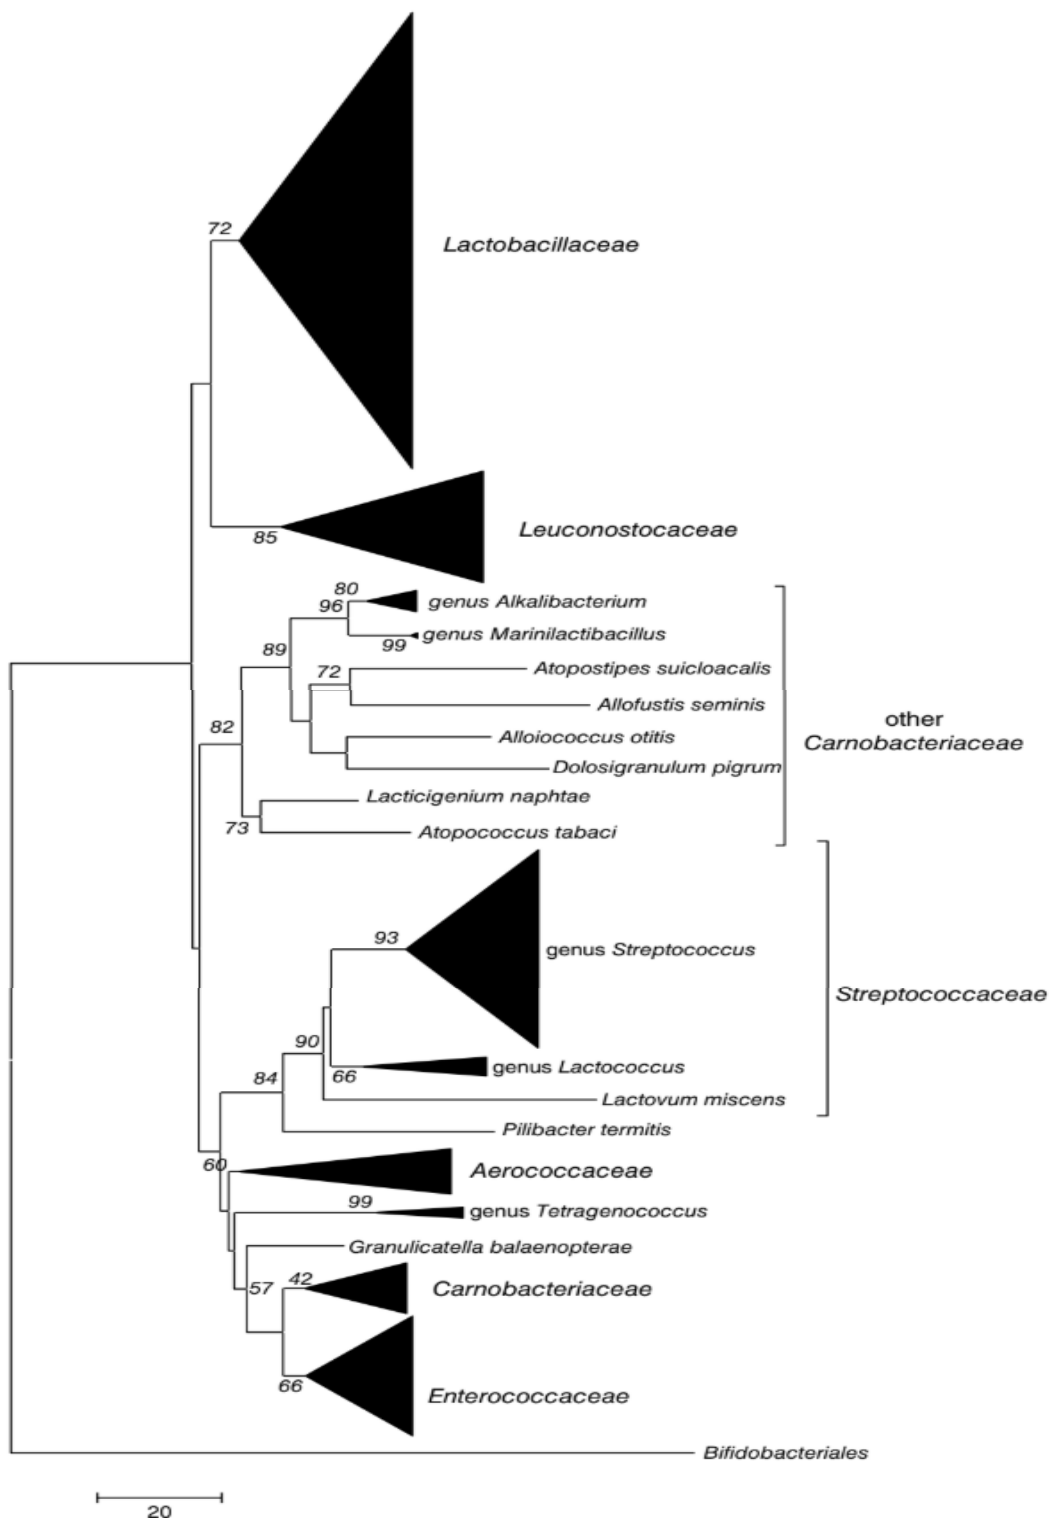 72
Lactobacillaceae
85
Leuconostocaceae
80
96
genus Alkalibacterium
99
genus Marinilactibacillus
89
72
Atopostipes suicloacalis
Allofustis seminis
82
Alloiococcus otitis
Dolosigranulum pigrum
other
Carnobacteriaceae
Lacticigenium naphtae
73
Atopococcus tabaci
93
genus Streptococcus
Streptococcaceae
90
66
genus Lactococcus
84
Lactovum miscens
Pilibacter termitis
60
Aerococcaceae
99
genus Tetragenococcus
Granulicatella balaenopterae
57
42
Carnobacteriaceae
66
Enterococcaceae
Bifidobacteriales
20